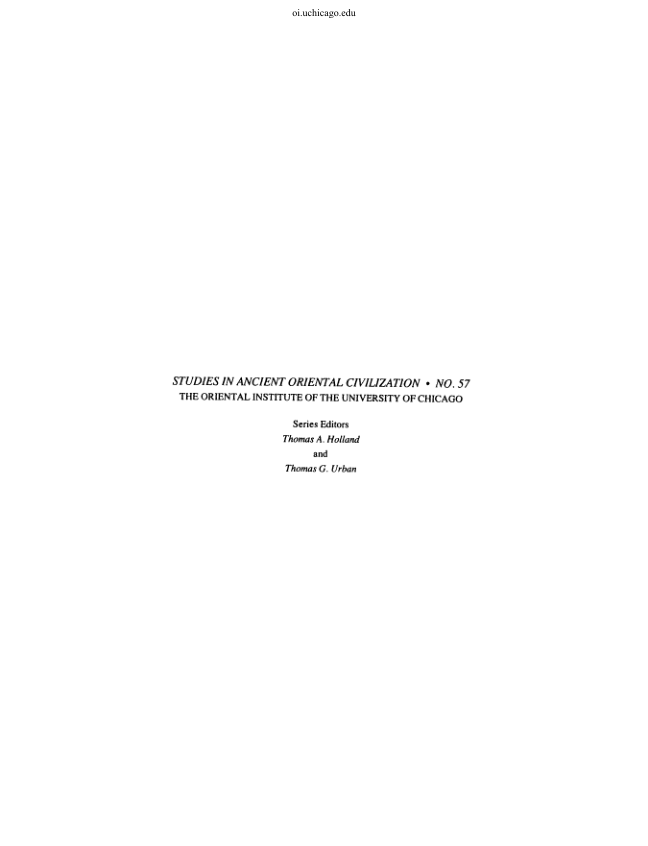 oi.uchicago.edu
STUDIES IN ANCIENT ORIENTAL CIVILIZATION • NO. 57
THE ORIENTAL INSTITUTE OF THE UNIVERSITY OF CHICAGO
Series Editors
Thomas A. Holland
and
Thomas G. Urban